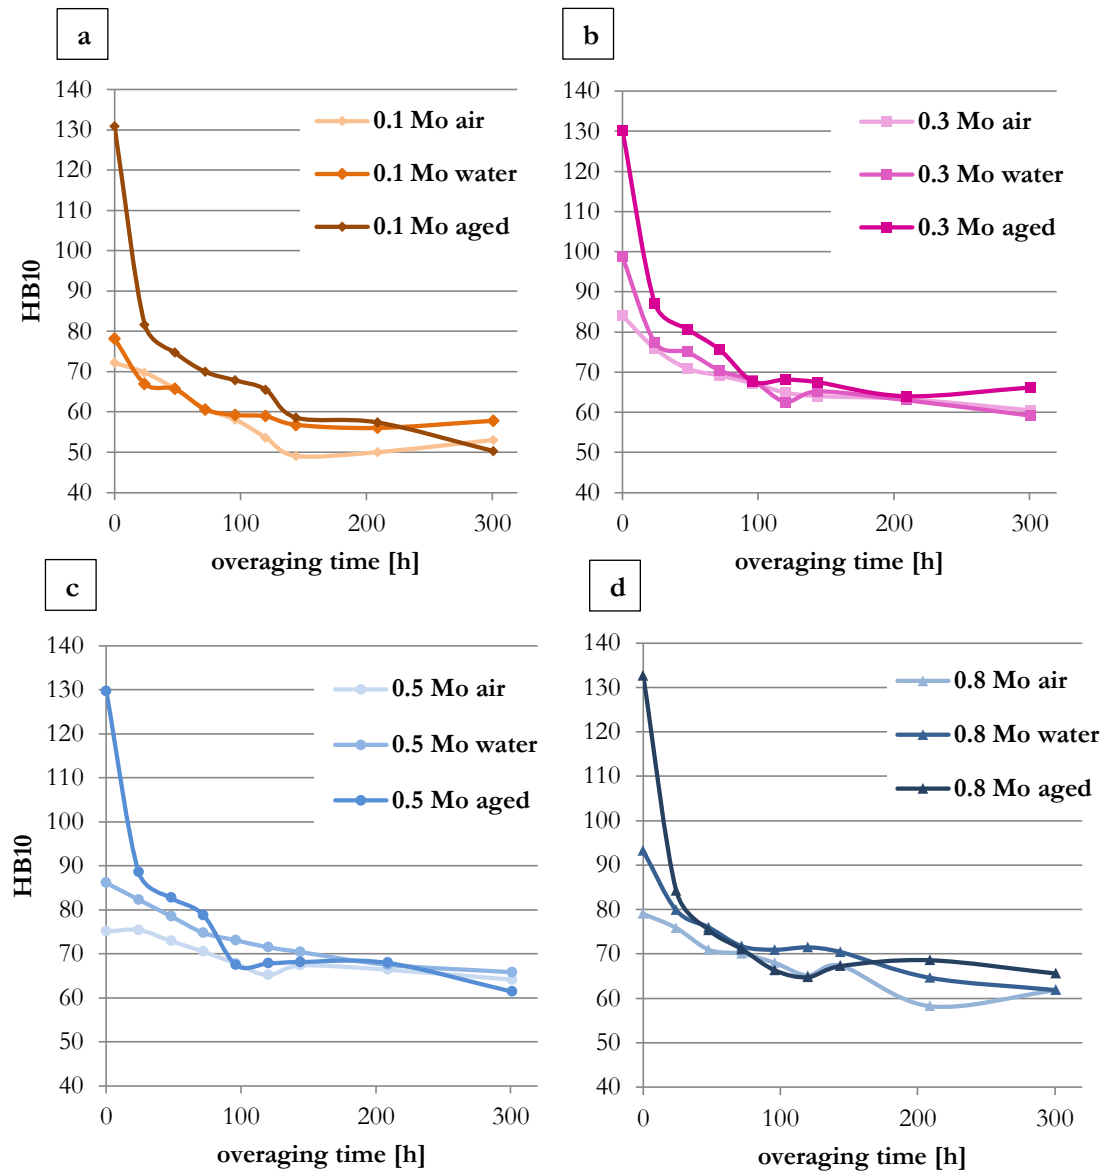 a
140
130
120
110
100
90
80
70
60
50
40
HB10
0.1 Mo air
0.1 Mo water
0.1 Mo aged
0
100
200
300
overaging time [h]
b
140
130
120
110
100
90
80
70
60
50
40
0.3 Mo air
0.3 Mo water
0.3 Mo aged
0
100
200
300
overaging time [h]
c
140
130
120
110
100
90
80
70
60
50
40
HB10
0.5 Mo air
0.5 Mo water
0.5 Mo aged
0
100
200
300
overaging time [h]
d
140
130
120
110
100
90
80
70
60
50
40
0.8 Mo air
0.8 Mo water
0.8 Mo aged
0
100
200
300
overaging time [h]